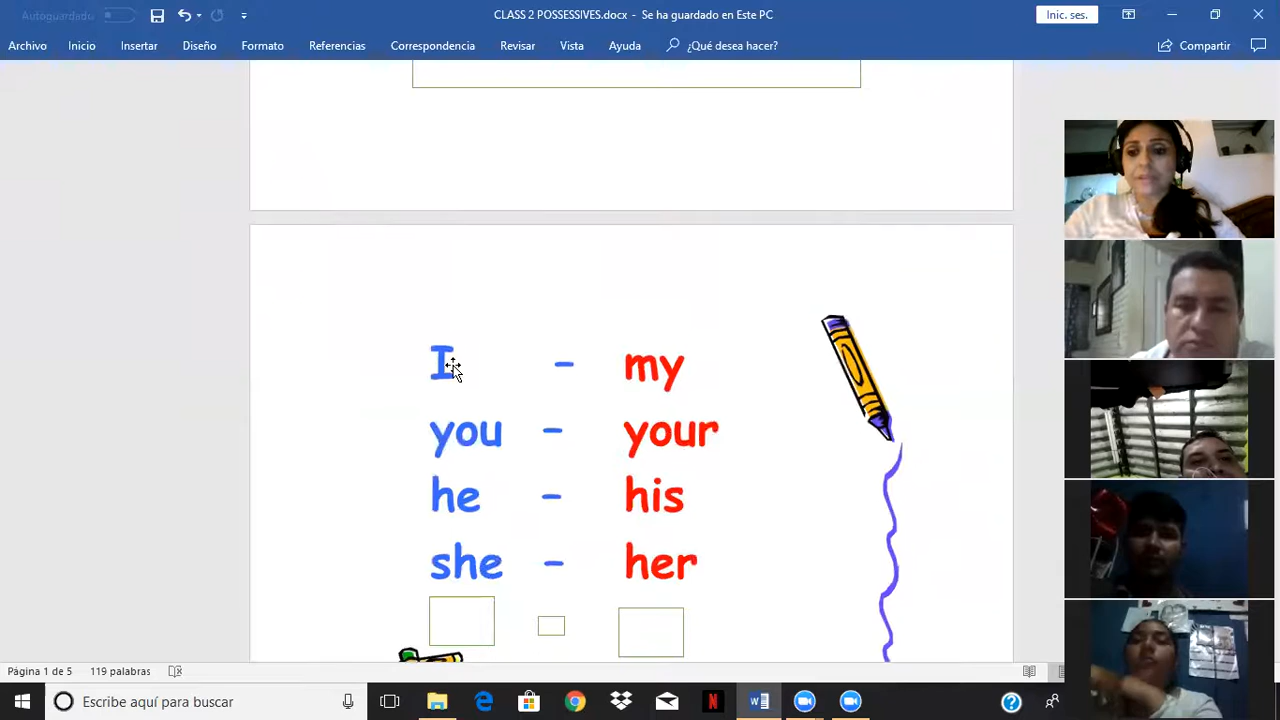 Autoguardado
CLASS 2 POSSESSIVES.docx - Se ha guardado en Este PC
Inic. ses.
Archivo Inicio Insertar Diseño Formato Referencias Correspondencia Revisar Vista Ayuda ¿Qué desea hacer? Compartir
I - my
you - your
he - his
she - her
Página 1 de 5 119 palabras
Escribe aquí para buscar